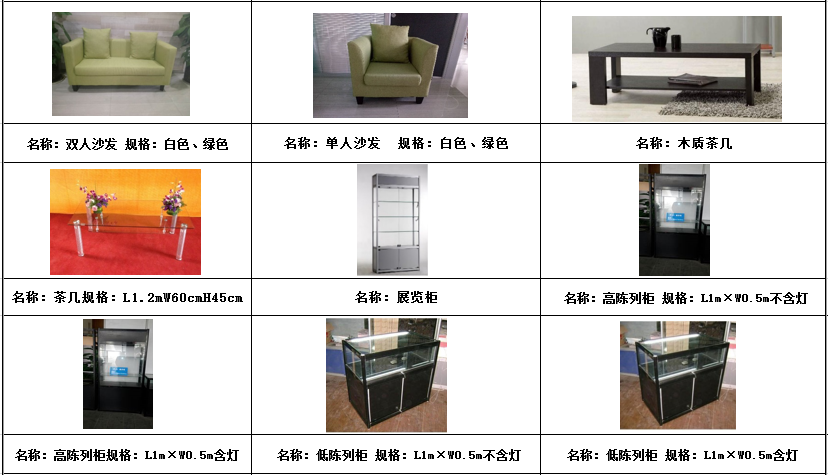 名称：双人沙发 规格：白色、绿色
名称：单人沙发 规格：白色、绿色
名称：木质茶几
名称：茶几规格：L1.2mW60cmH45cm
名称：展览柜
名称：高陈列柜 规格：L1m×W0.5m不含灯
名称：高陈列柜规格：L1m×W0.5m含灯
名称：低陈列柜 规格：L1m×W0.5m不含灯
名称：低陈列柜 规格：L1m×W0.5m含灯